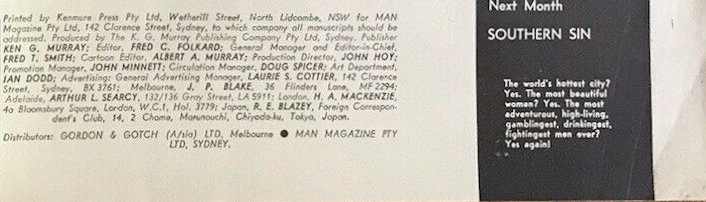 Printed by Kenmure Press Pty Ltd, Wetherill Street, North Lidcombe, NSW for MAN
Magazine Pty Ltd, 142 Clarence Street, Sydney, to which company all manuscripts should be
addressed. Produced by The K. G. Murray Publishing Company Pty Ltd, Sydney. Publisher
KEN G. MURRAY; Editor, FRED C. FOLKARD; General Manager and Editor-in-Chief,
FRED T. SMITH; Cartoon Editor, ALBERT A. MURRAY; Production Director, JOHN HOY;
Promotion Manager, JOHN MINNETT; Circulation Manager, DOUG SPICER; Art Department,
IAN DODD; Advertising: General Advertising Manager, LAURIE S. COTTIER, 142 Clarence
Street, Sydney, BX 3761; Melbourne, J. P. BLAKE, 36 Flinders Lane, MF 2294;
Adelaide, ARTHUR L. SEARCY, 132/136 Gray Street, LA 5911; London, H. A. MACKENZIE,
4a Bloomsbury Square, London, W.C.1, Hol. 3779; Japan, R. E. BLAZEY, Foreign Correspon-
dent's Club, 14, 2 Chome, Marunouchi, Chiyoda-ku, Tokyo, Japan.
Distributors: GORDON & GOTCH (A/sia) LTD, Melbourne ● MAN MAGAZINE PTY
LTD, SYDNEY.
Next Month
SOUTHERN SIN
The world's hottest city?
Yes. The most beautiful
women? Yes. The most
adventurous, high-living,
gamblingest, drinkingest,
fightingest men ever?
Yes again!